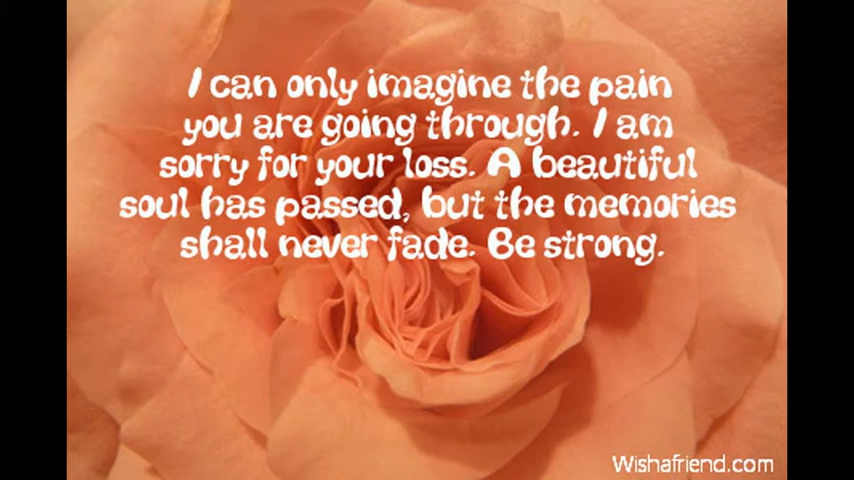 I can only imagine the pain
you are going through. I am
sorry for your loss. A beautiful
soul has passed, but the memories
shall never fade. Be strong.
Wishafriend.com